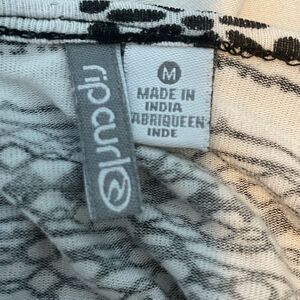 ripcurl
M
MADE IN
INDIA
FABRIQUEEN
INDE